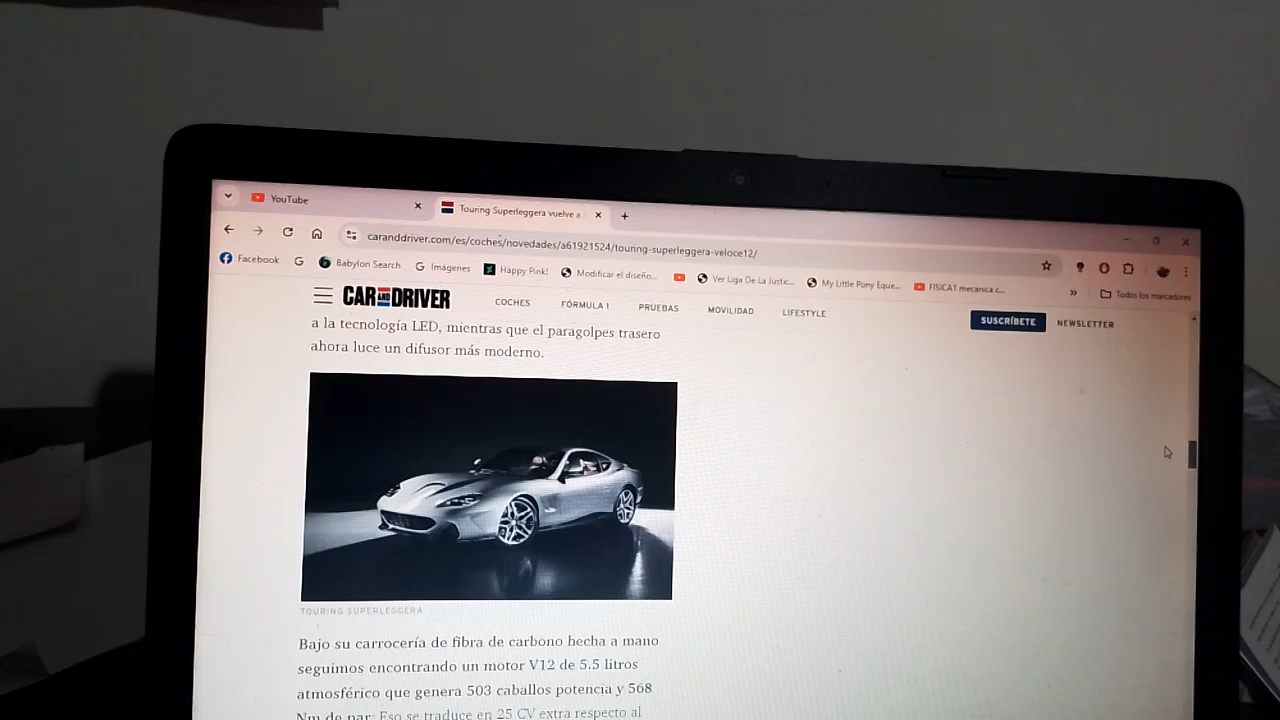 YouTube
Touring Superleggera vuelve a
caranddriver.com/es/coches/novedades/a61921524/touring-superleggera-veloce12/
Facebook
Babylon Search
Imágenes
Happy Pink!
Modificar el diseño...
Ver Liga De La Justic...
My Little Pony Eque...
FISICA1 mecanica c...
Todos los marcadores
CAR AND DRIVER
COCHES
FÓRMULA 1
PRUEBAS
MOVILIDAD
LIFESTYLE
SUSCRÍBETE
NEWSLETTER
a la tecnología LED, mientras que el paragolpes trasero
ahora luce un difusor más moderno.
TOURING SUPERLEGGERA
Bajo su carrocería de fibra de carbono hecha a mano
seguimos encontrando un motor V12 de 5.5 litros
atmosférico que genera 503 caballos potencia y 568
Nm de par. Eso se traduce en 25 CV extra respecto al